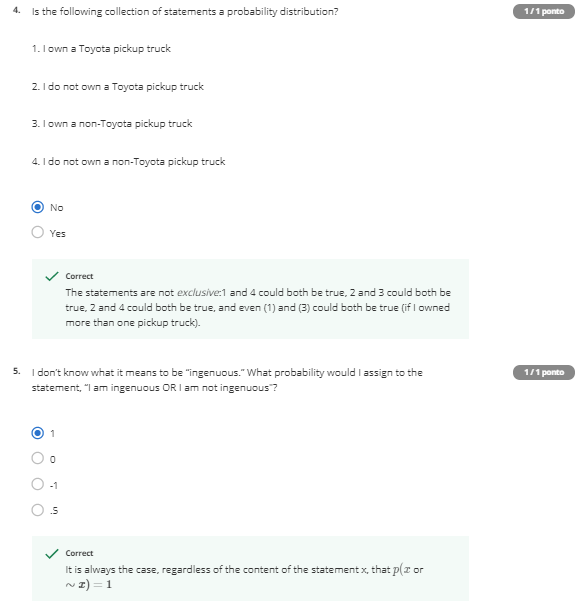 4. Is the following collection of statements a probability distribution? 1 / 1 ponto
1. I own a Toyota pickup truck
2. I do not own a Toyota pickup truck
3. I own a non-Toyota pickup truck
4. I do not own a non-Toyota pickup truck
No
Yes
Correct
The statements are not exclusive:1 and 4 could both be true, 2 and 3 could both be
true, 2 and 4 could both be true, and even (1) and (3) could both be true (if I owned
more than one pickup truck).
5. I don't know what it means to be "ingenuous." What probability would I assign to the 1 / 1 ponto
statement, "I am ingenuous OR I am not ingenuous"?
1
0
-1
.5
Correct
It is always the case, regardless of the content of the statement x, that p(x or
∼ x) = 1